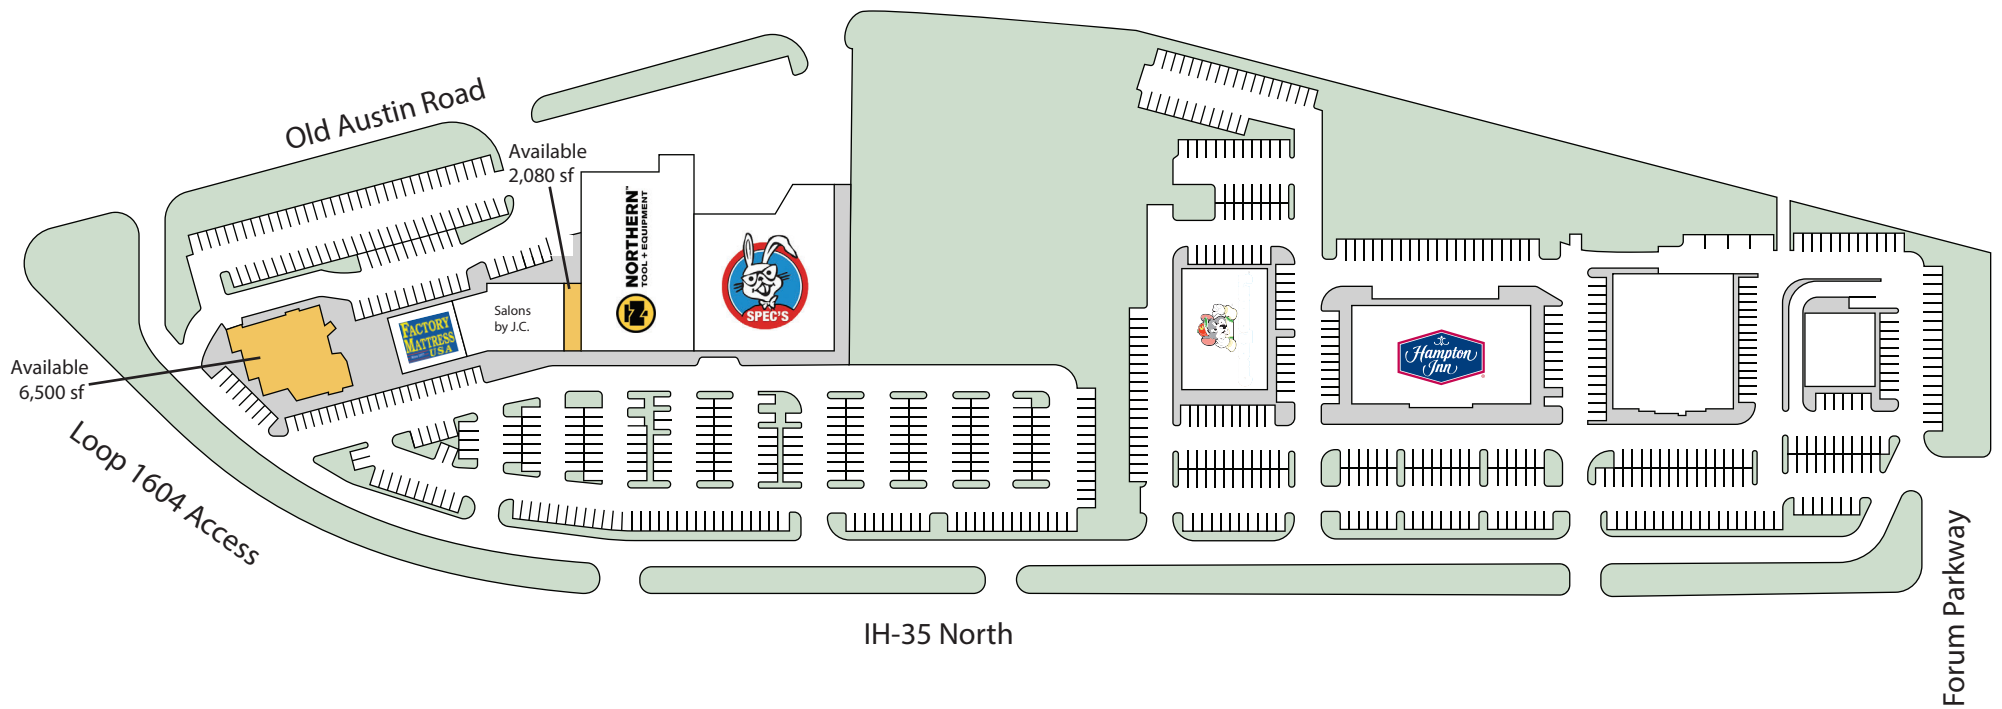 Old Austin Road
Available
2,080 sf
NORTHERN™
TOOL + EQUIPMENT
SPEC'S
Salons
by J.C.
FACTORY
MATTRESS
USA
Available
6,500 sf
Hampton
Inn®
Loop 1604 Access
IH-35 North
Forum Parkway